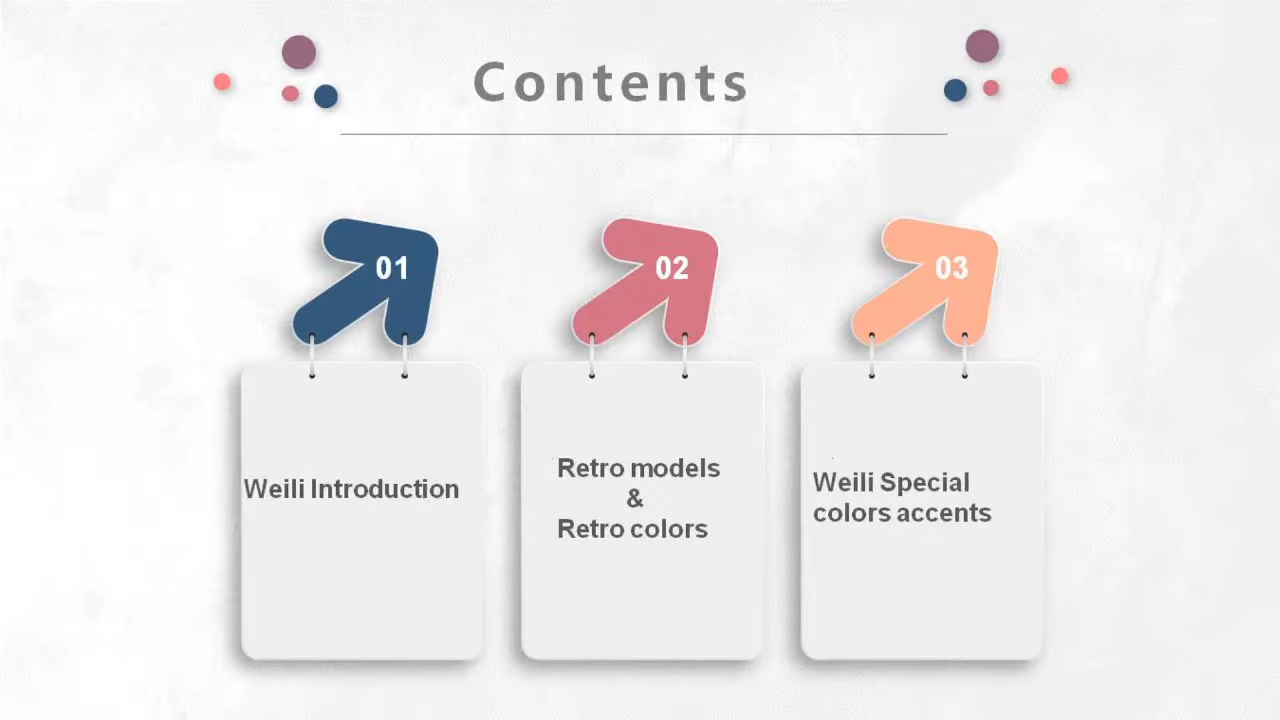 Contents
01
02
03
Weili Introduction
Retro models
&
Retro colors
Weili Special
colors accents